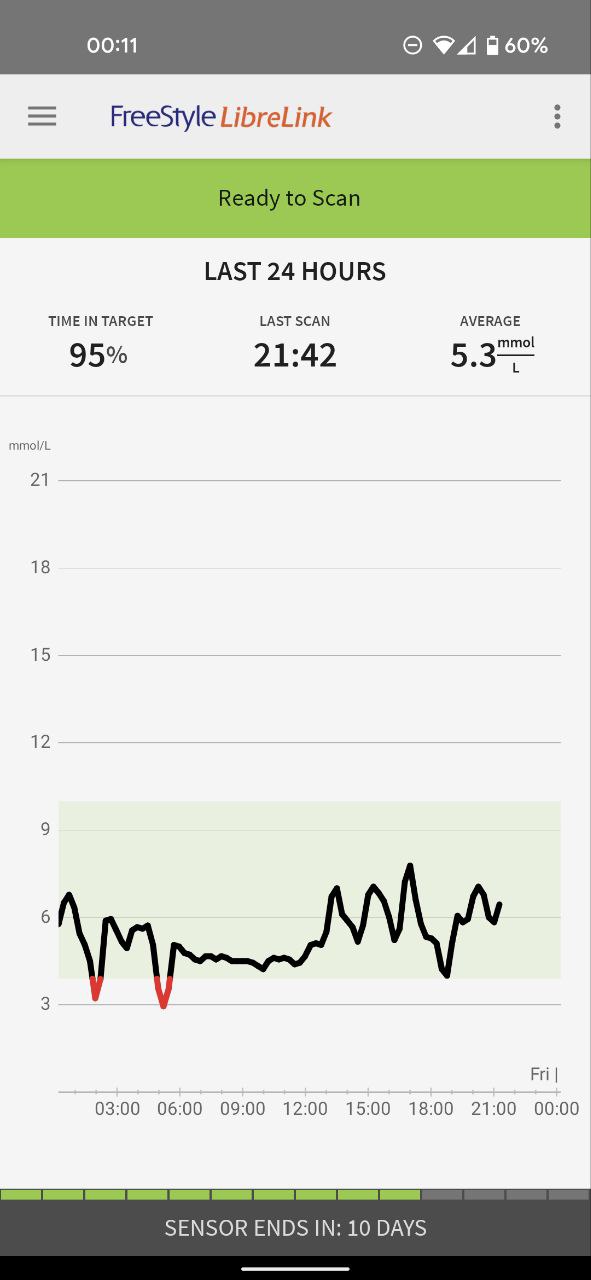 00:11 60%
FreeStyle LibreLink
Ready to Scan
LAST 24 HOURS
TIME IN TARGET LAST SCAN AVERAGE
95% 21:42 5.3 mmol
L
mmol/L
21
18
15
12
9
6
3
Fri |
03:00 06:00 09:00 12:00 15:00 18:00 21:00 00:00
SENSOR ENDS IN: 10 DAYS